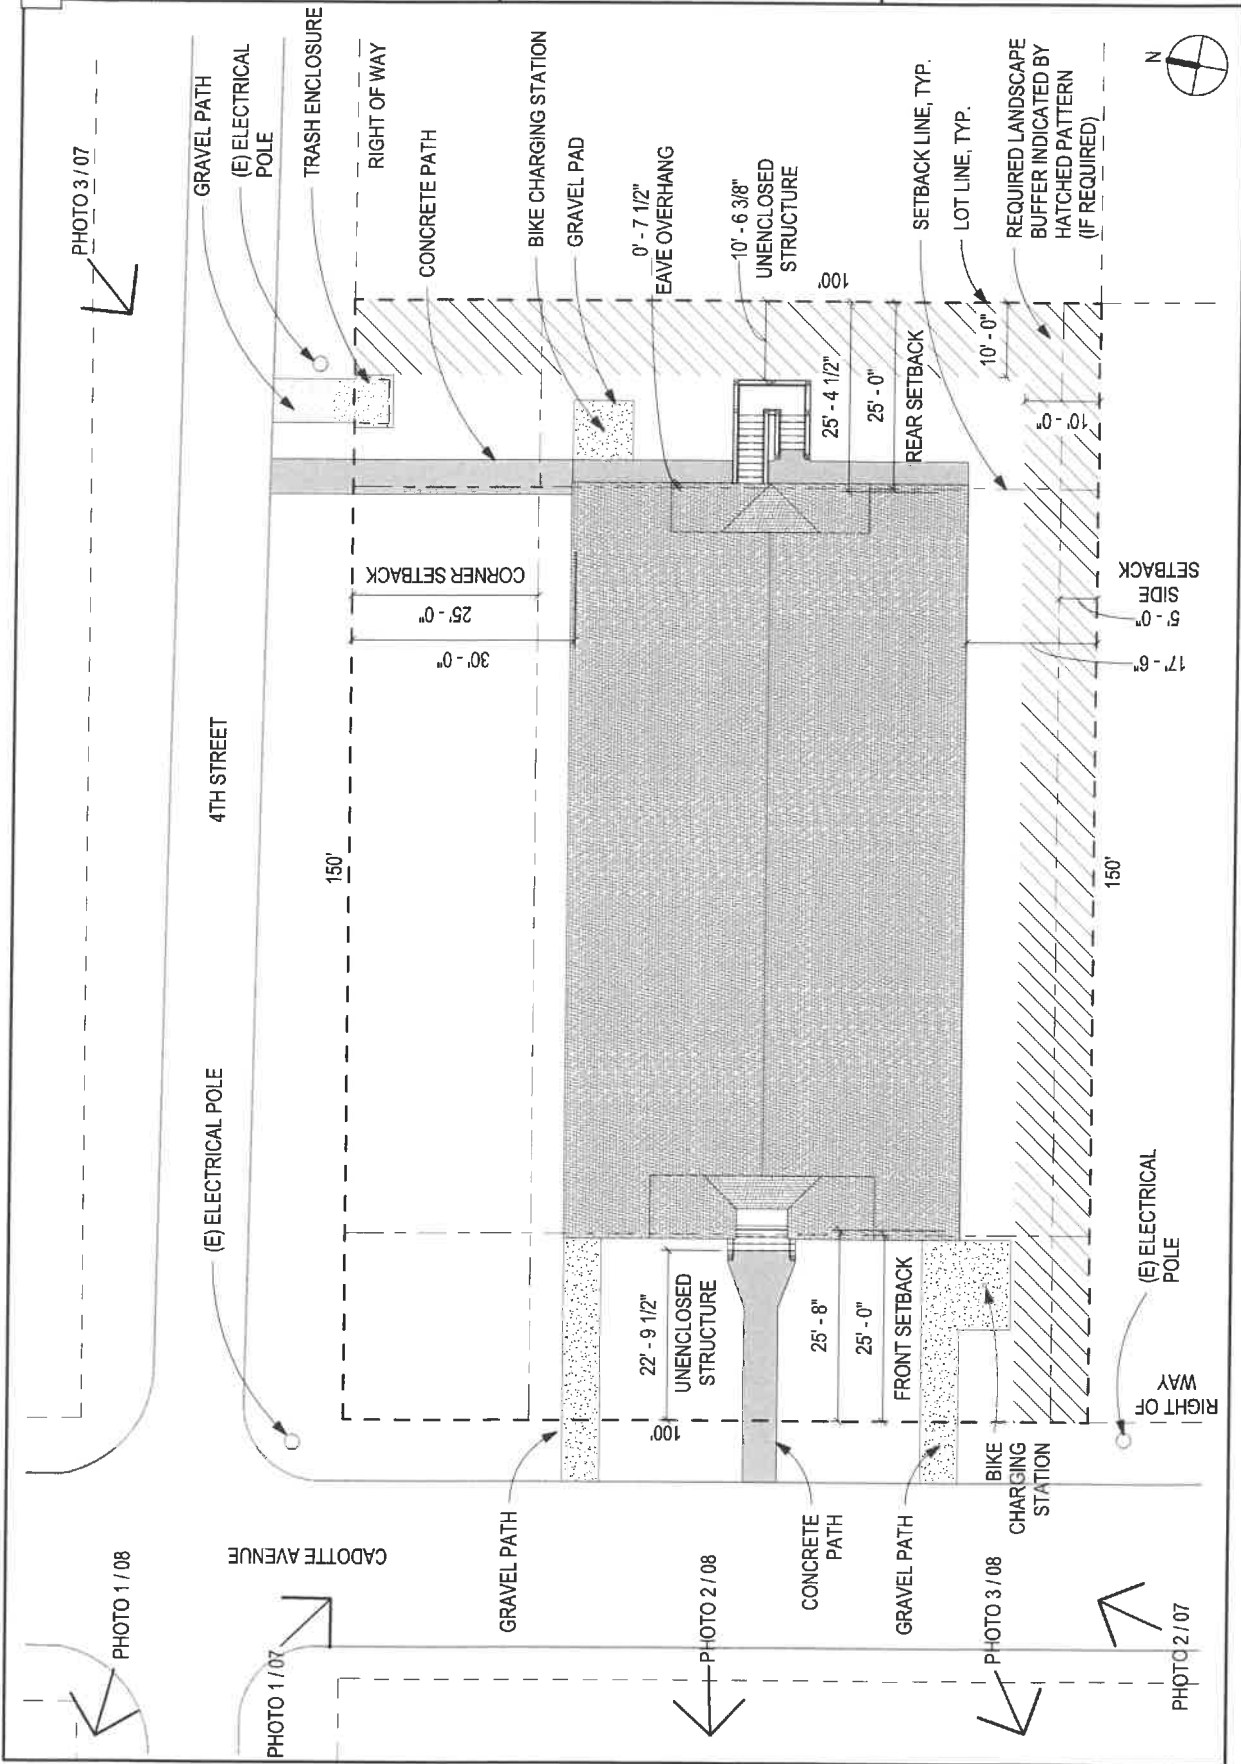 PHOTO 3 / 07
GRAVEL PATH
(E) ELECTRICAL
POLE
TRASH ENCLOSURE
RIGHT OF WAY
CONCRETE PATH
BIKE CHARGING STATION
GRAVEL PAD
0' - 7 1/2"
EAVE OVERHANG
10' - 6 3/8"
UNENCLOSED
STRUCTURE
SETBACK LINE, TYP.
LOT LINE, TYP.
REQUIRED LANDSCAPE
BUFFER INDICATED BY
HATCHED PATTERN
(IF REQUIRED)
N
100'
25' - 4 1/2"
25' - 0"
REAR SETBACK
10' - 0"
10' - 0"
CORNER SETBACK
25' - 0"
30' - 0"
SIDE
SETBACK
5' - 0"
17' - 6"
4TH STREET
150'
150'
(E) ELECTRICAL POLE
22' - 9 1/2"
UNENCLOSED
STRUCTURE
25' - 8"
25' - 0"
FRONT SETBACK
100'
(E) ELECTRICAL
POLE
RIGHT OF
WAY
BIKE
CHARGING
STATION
GRAVEL PATH
CONCRETE
PATH
GRAVEL PATH
CADOTTE AVENUE
PHOTO 1 / 08
PHOTO 1 / 07
PHOTO 2 / 08
PHOTO 3 / 08
PHOTO 2 / 07